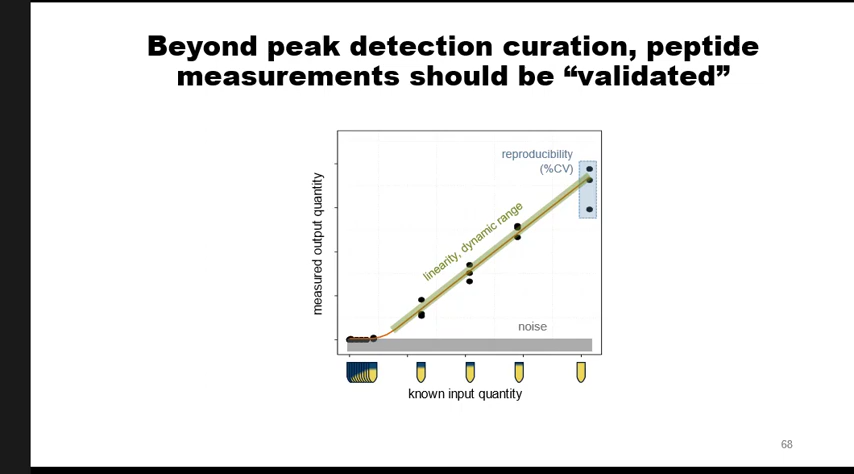 Beyond peak detection curation, peptide
measurements should be “validated”
reproducibility
(%CV)
linearity, dynamic range
measured output quantity
noise
known input quantity
68